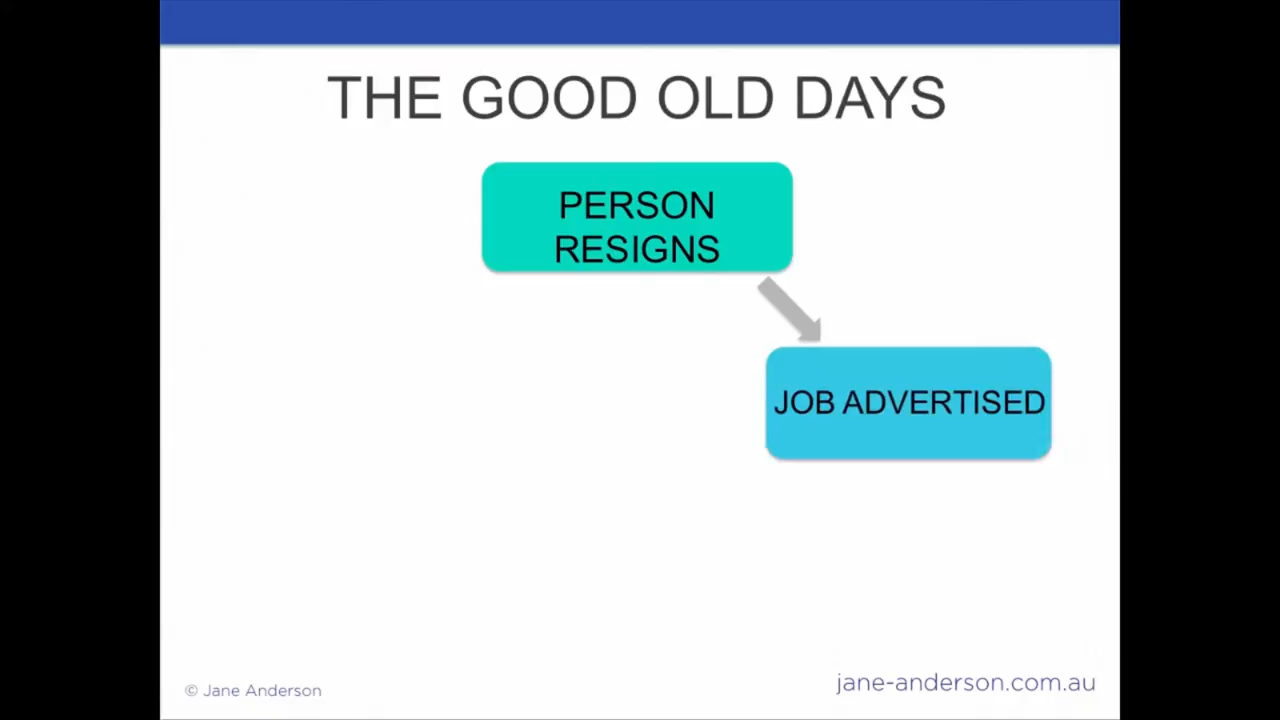 THE GOOD OLD DAYS
PERSON
RESIGNS
JOB ADVERTISED
© Jane Anderson
jane-anderson.com.au